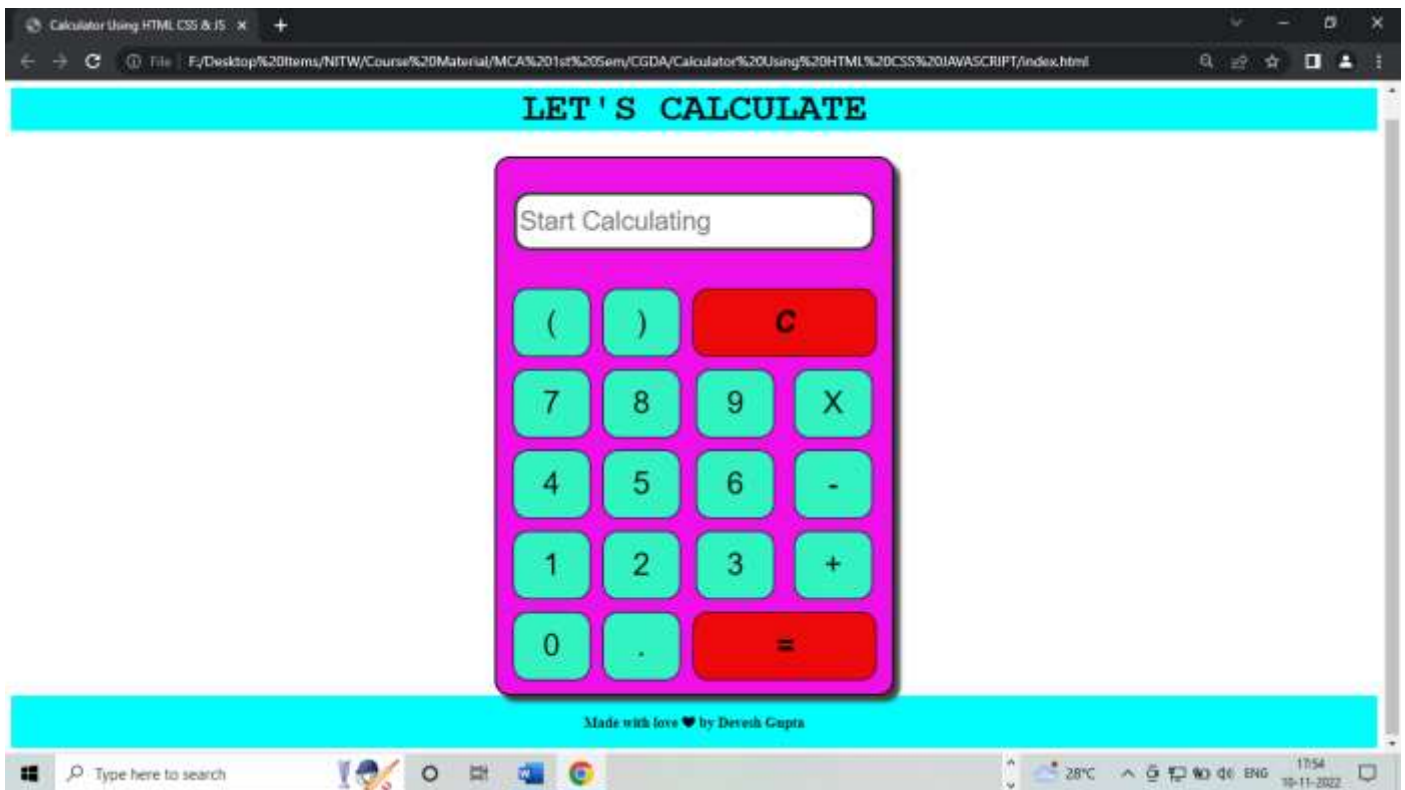 Calculator Using HTML CSS & JS
File F:/Desktop%20Items/NITW/Course%20Material/MCA%201st%20Sem/CGDA/Calculator%20Using%20HTML%20CSS%20JAVASCRIPT/index.html
LET'S CALCULATE
Start Calculating
( ) C
7 8 9 X
4 5 6 -
1 2 3 +
0 . =
Made with love ♥ by Devesh Gupta
Type here to search
28°C ENG 17:54
10-11-2022